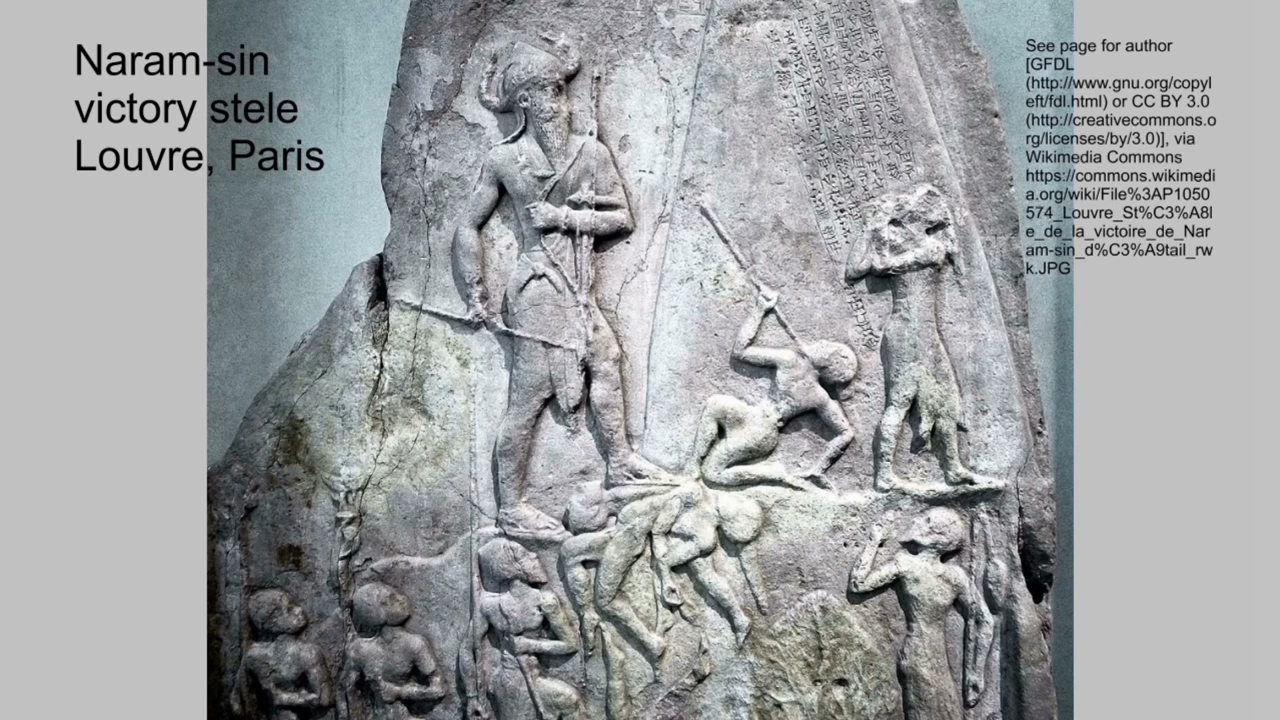 Naram-sin
victory stele
Louvre, Paris
See page for author
[GFDL
(http://www.gnu.org/copyl
eft/fdl.html) or CC BY 3.0
(http://creativecommons.o
rg/licenses/by/3.0)], via
Wikimedia Commons
https://commons.wikimedi
a.org/wiki/File%3AP1050
574_Louvre_St%C3%A8l
e_de_la_victoire_de_Nar
am-sin_d%C3%A9tail_rw
k.JPG